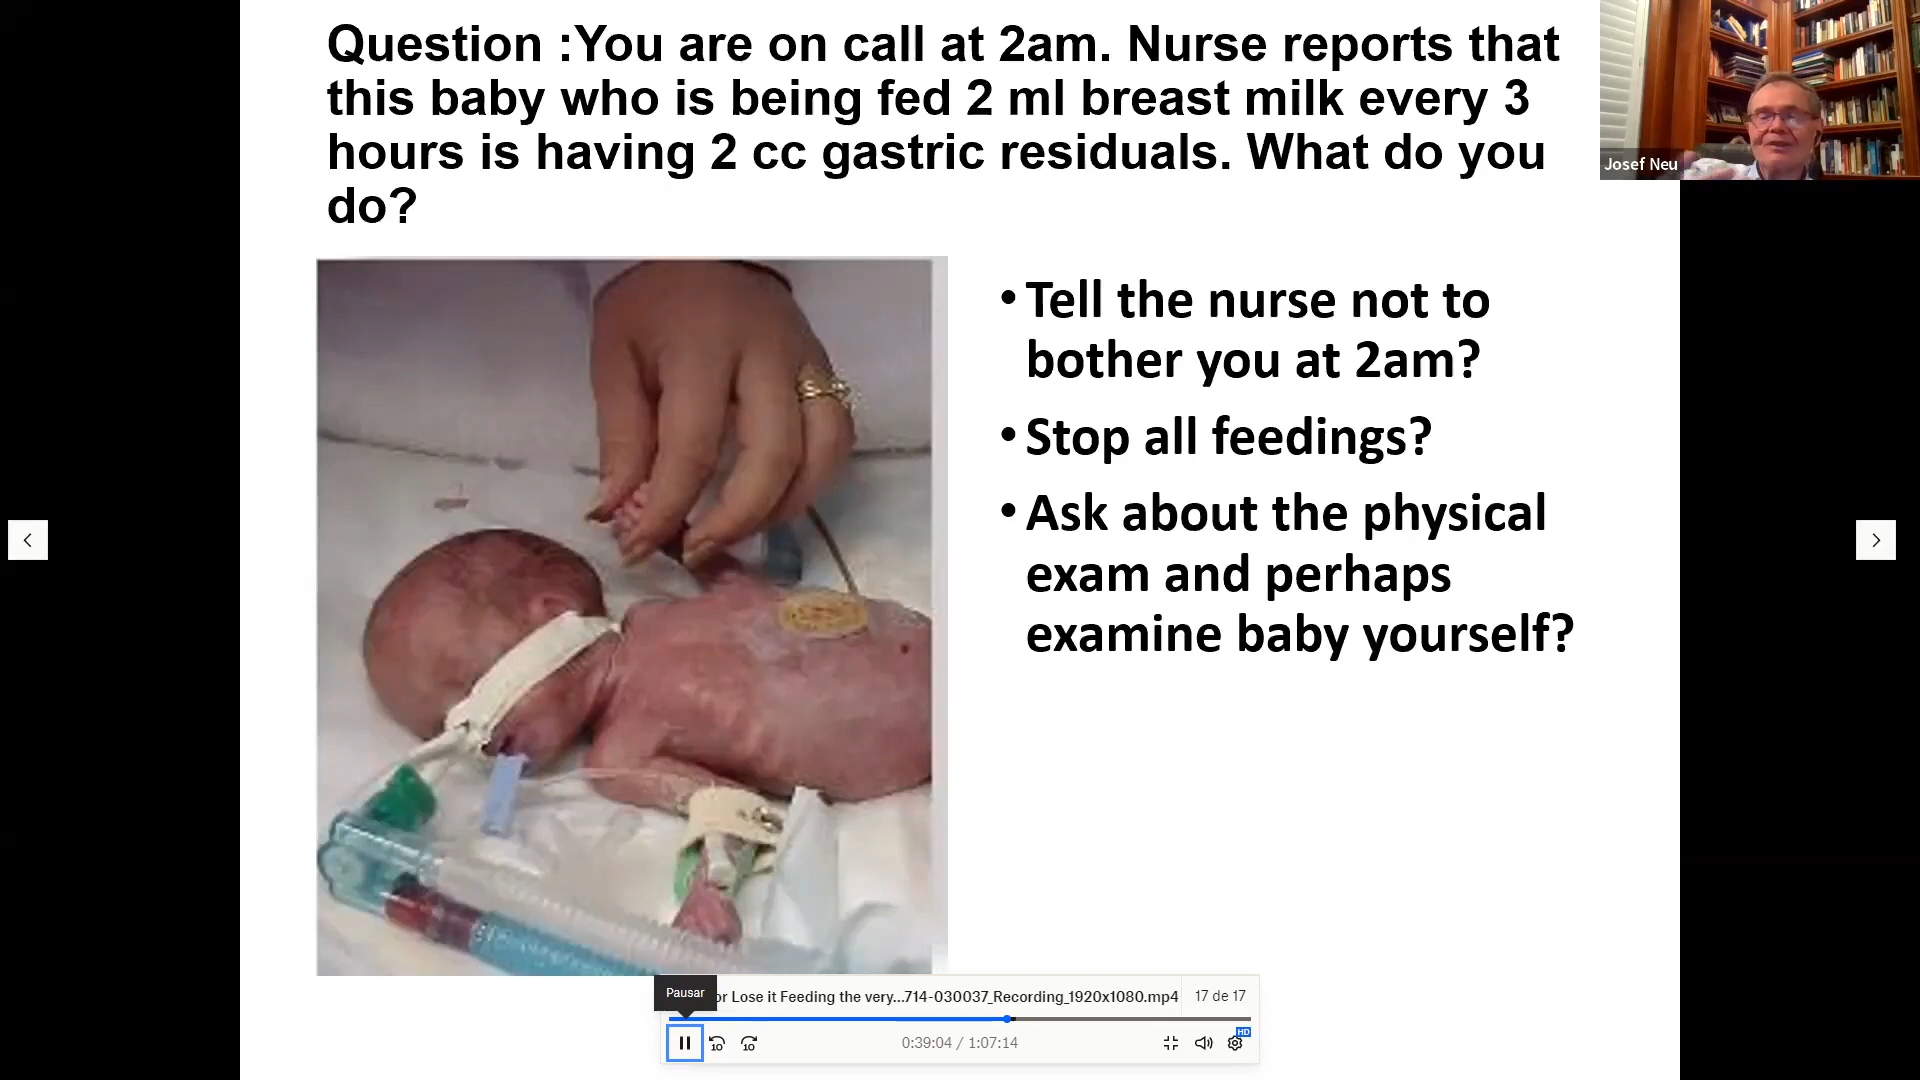 Question :You are on call at 2am. Nurse reports that
this baby who is being fed 2 ml breast milk every 3
hours is having 2 cc gastric residuals. What do you
do?
Josef Neu
• Tell the nurse not to
bother you at 2am?
• Stop all feedings?
• Ask about the physical
exam and perhaps
examine baby yourself?
Pausar
or Lose it Feeding the very...714-030037_Recording_1920x1080.mp4
17 de 17
10
10
0:39:04 / 1:07:14
HD